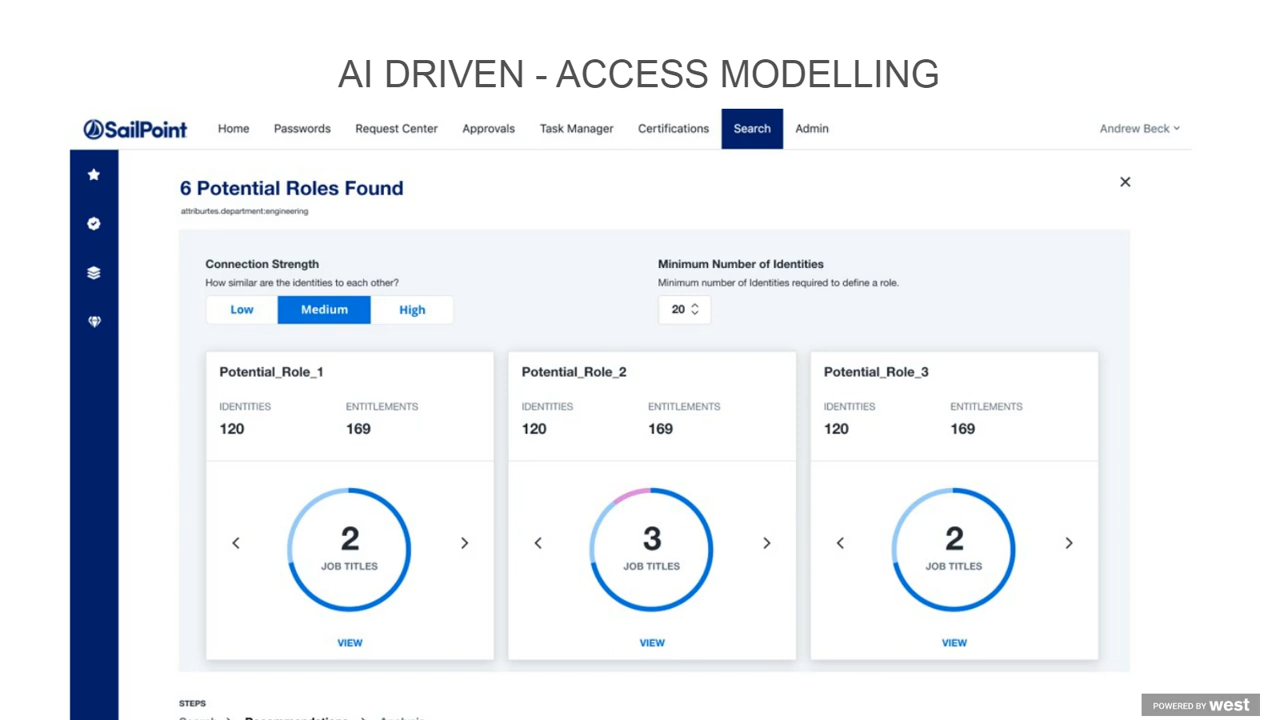 AI DRIVEN - ACCESS MODELLING
SailPoint Home Passwords Request Center Approvals Task Manager Certifications Search Admin Andrew Beck
6 Potential Roles Found
attriburtes.department:engineering
Connection Strength Minimum Number of Identities
How similar are the identities to each other? Minimum number of Identities required to define a role.
Low Medium High 20
Potential_Role_1 Potential_Role_2 Potential_Role_3
IDENTITIES ENTITLEMENTS IDENTITIES ENTITLEMENTS IDENTITIES ENTITLEMENTS
120 169 120 169 120 169
2 3 2
JOB TITLES JOB TITLES JOB TITLES
VIEW VIEW VIEW
STEPS
Recommendations
POWERED BY west